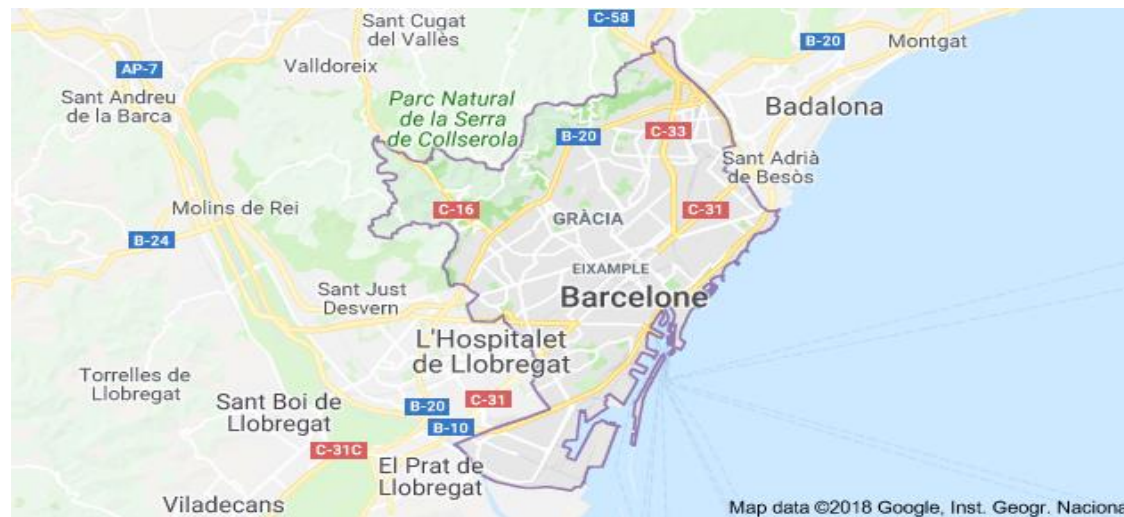 C-58
Sant Cugat
del Vallès
B-20
Montgat
Valldoreix
AP-7
Sant Andreu
de la Barca
Parc Natural
de la Serra
de Collserola
Badalona
B-20
C-33
Sant Adrià
de Besòs
Molins de Rei
C-16
GRÀCIA
C-31
B-24
EIXAMPLE
Sant Just
Desvern
Barcelone
L'Hospitalet
de Llobregat
Torrelles de
Llobregat
Sant Boi de
Llobregat
B-20
C-31
B-10
C-31C
El Prat de
Llobregat
Viladecans
Map data ©2018 Google, Inst. Geogr. Naciona